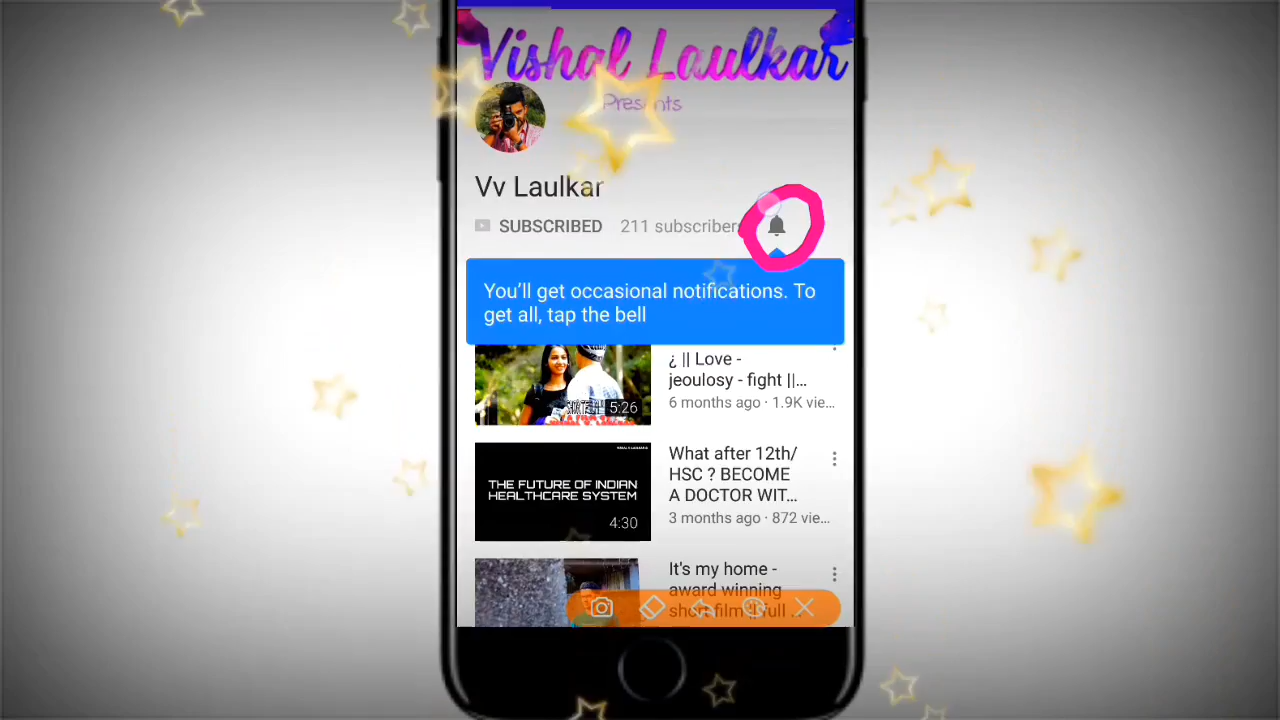 Vishal Laulkar
Presents
Vv Laulkar
SUBSCRIBED 211 subscribers
You'll get occasional notifications. To
get all, tap the bell
¿ || Love -
jeoulosy - fight ||...
6 months ago · 1.9K vie...
5:26
What after 12th/
HSC ? BECOME
A DOCTOR WIT...
3 months ago · 872 vie...
THE FUTURE OF INDIAN
HEALTHCARE SYSTEM
4:30
It's my home -
award winning
short film || full ...